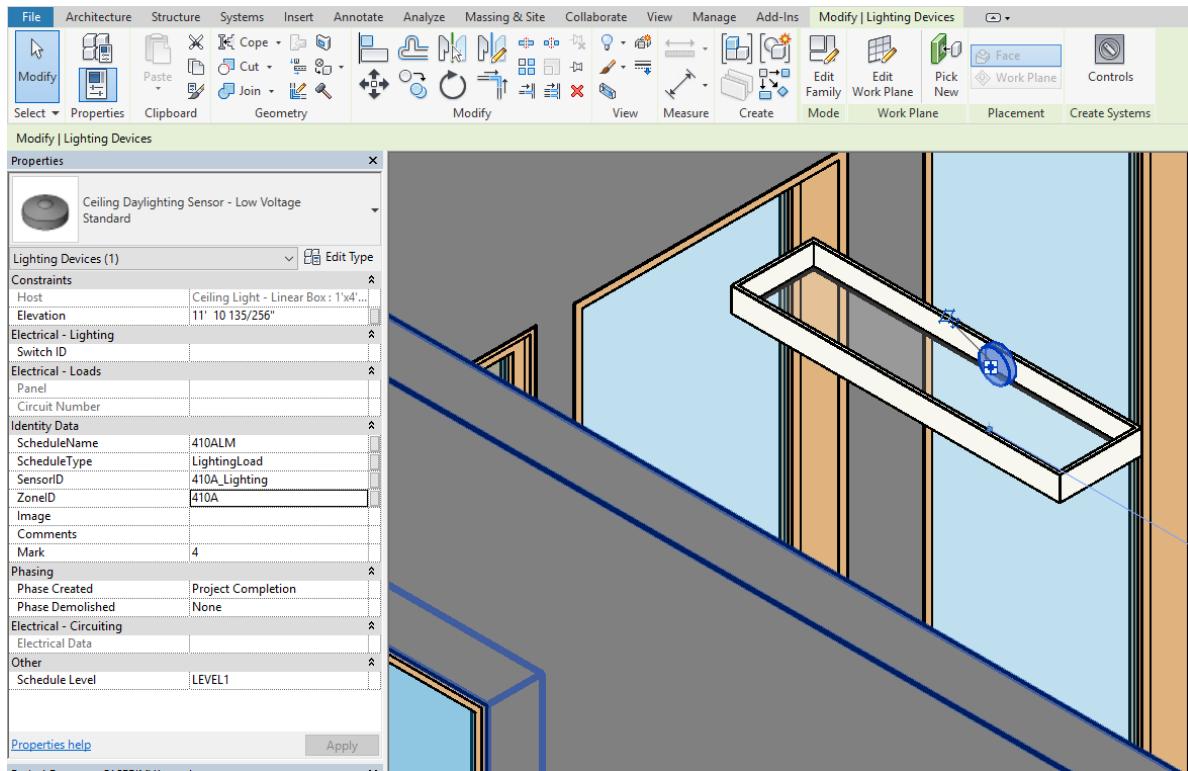 File Architecture Structure Systems Insert Annotate Analyze Massing & Site Collaborate View Manage Add-Ins Modify | Lighting Devices
Cope
Face
Cut
Modify Paste Edit Edit Pick Work Plane Controls
Join Family Work Plane New
Select Properties Clipboard Geometry Modify View Measure Create Mode Work Plane Placement Create Systems
Modify | Lighting Devices
Properties
Ceiling Daylighting Sensor - Low Voltage
Standard
Lighting Devices (1) Edit Type
Constraints
Host Ceiling Light - Linear Box : 1'x4'...
Elevation 11' 10 135/256"
Electrical - Lighting
Switch ID
Electrical - Loads
Panel
Circuit Number
Identity Data
ScheduleName 410ALM
ScheduleType LightingLoad
SensorID 410A_Lighting
ZoneID 410A
Image
Comments
Mark 4
Phasing
Phase Created Project Completion
Phase Demolished None
Electrical - Circuiting
Electrical Data
Other
Schedule Level LEVEL1
Properties help Apply